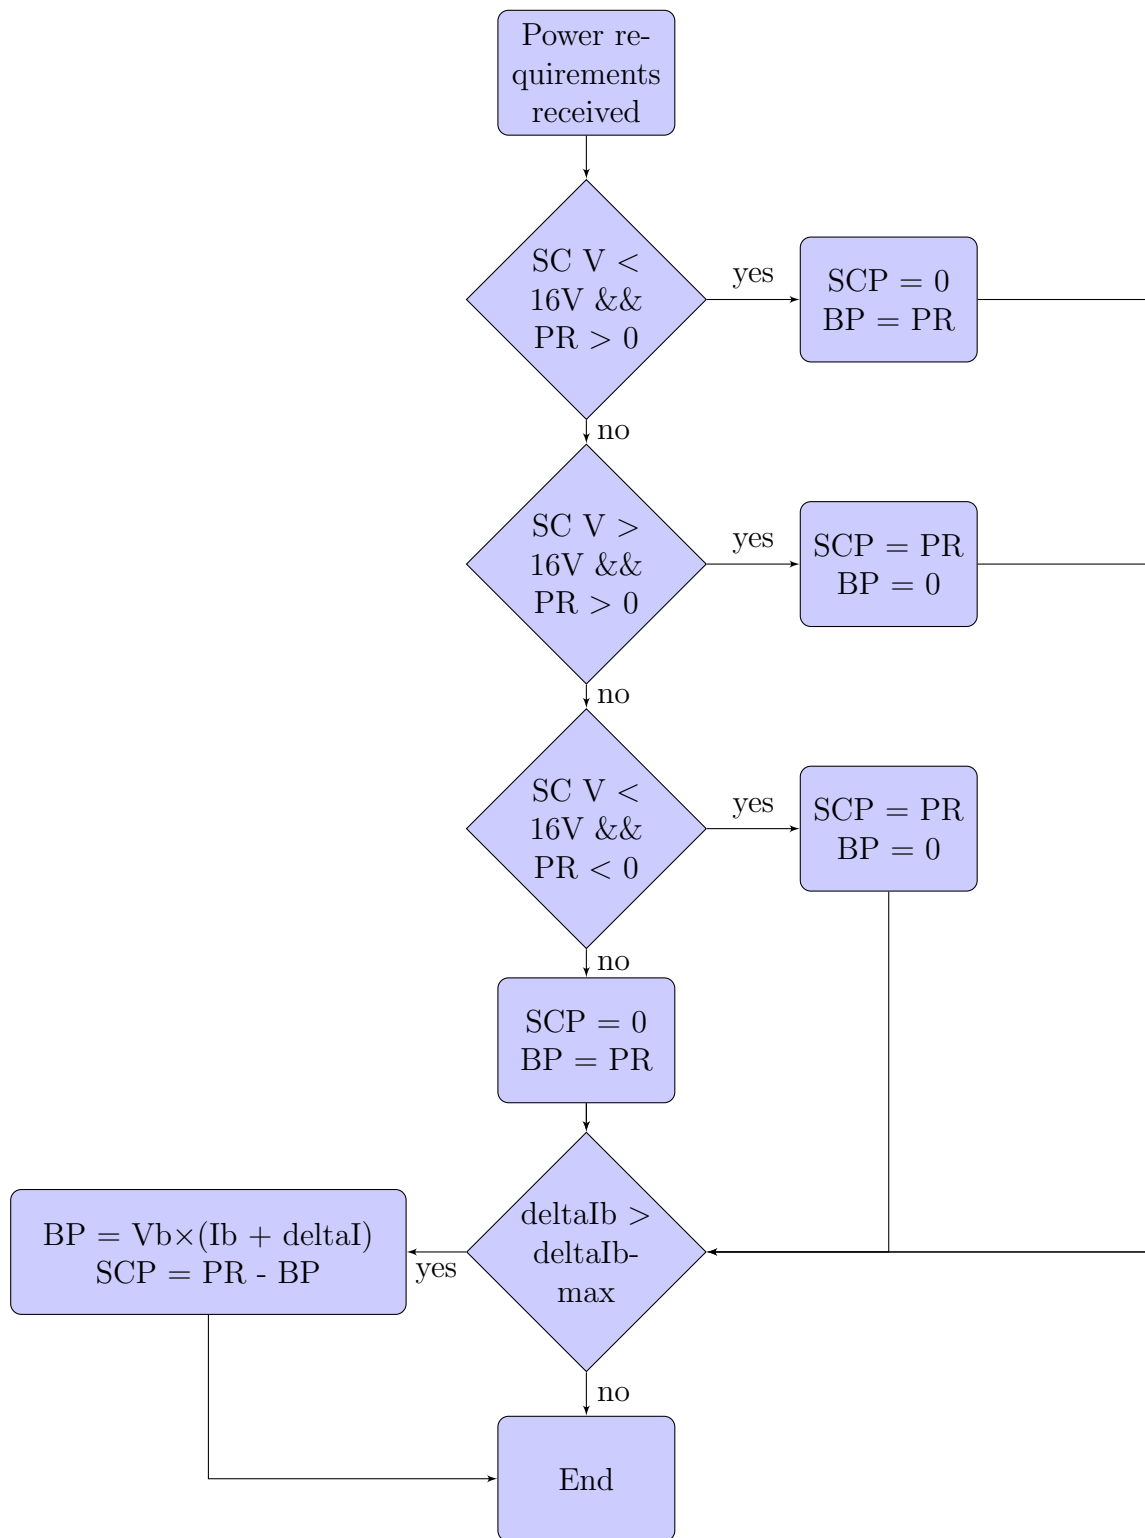 Power re-
quirements
received
SC V <
16V &&
PR > 0
yes
SCP = 0
BP = PR
no
SC V >
16V &&
PR > 0
yes
SCP = PR
BP = 0
no
SC V <
16V &&
PR < 0
yes
SCP = PR
BP = 0
no
SCP = 0
BP = PR
deltaIb >
deltaIb-
max
yes
BP = Vb×(Ib + deltaI)
SCP = PR - BP
no
End